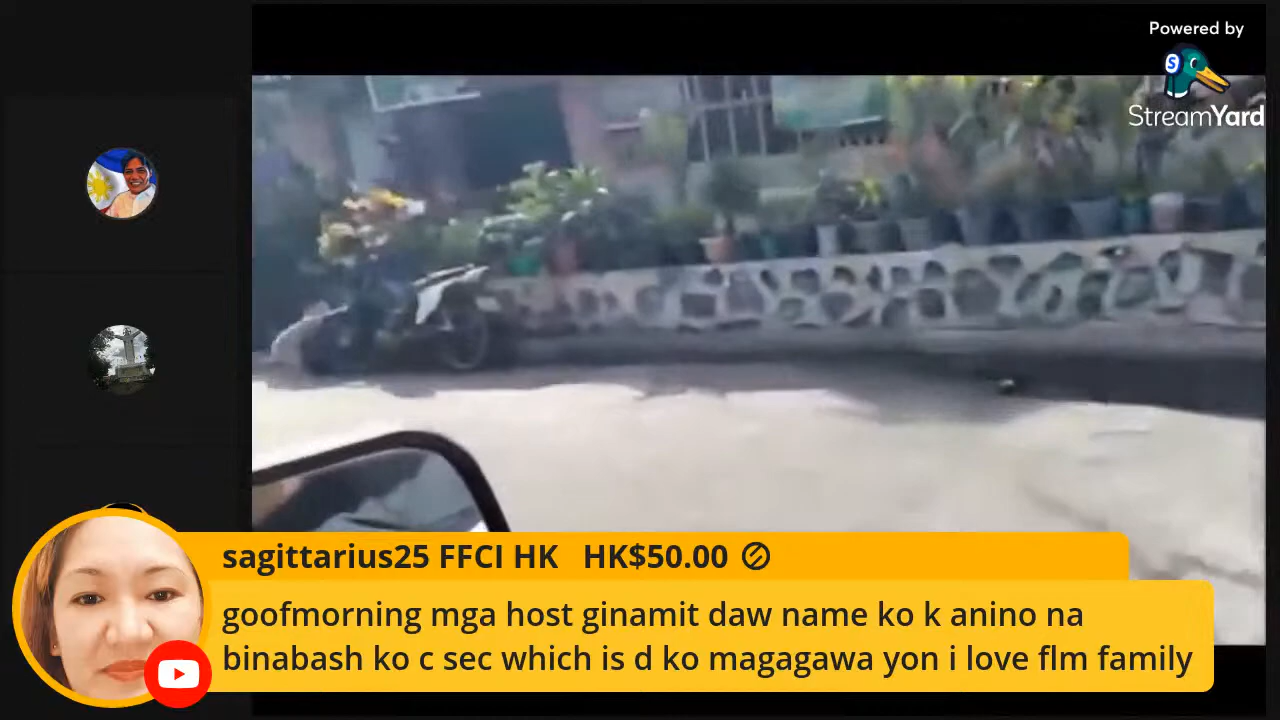 Powered by
StreamYard
sagittarius25 FFCI HK HK$50.00
goofmorning mga host ginamit daw name ko k anino na
binabash ko c sec which is d ko magagawa yon i love flm family